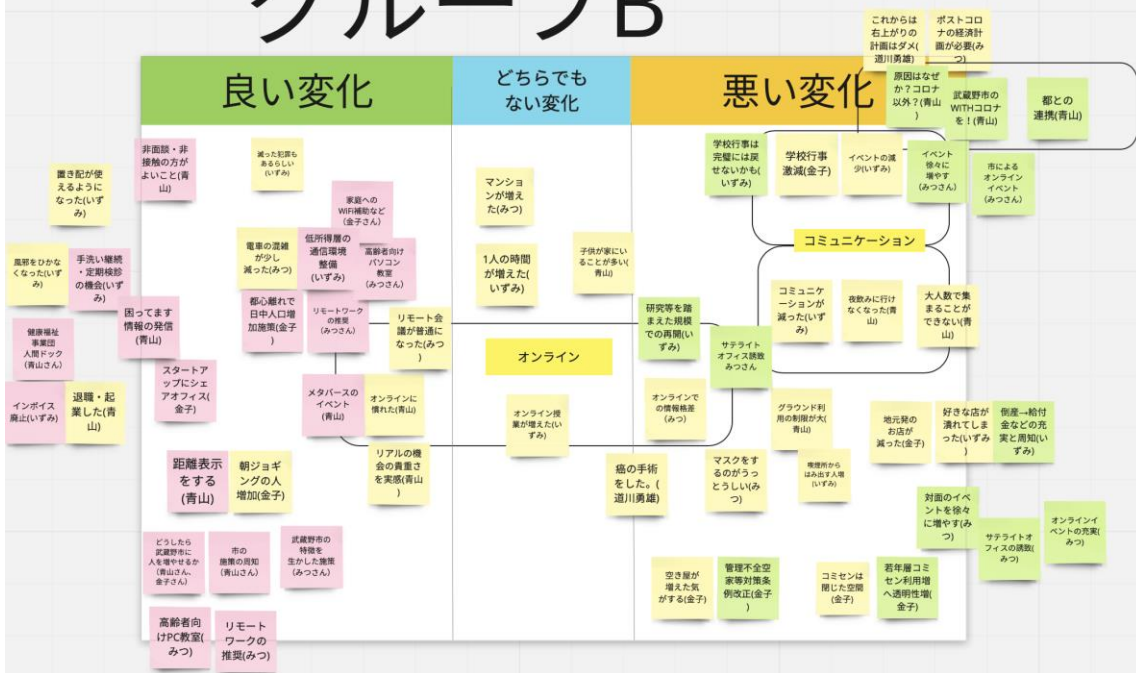 グループB
良い変化
どちらでも
ない変化
悪い変化
これからは
右上がりの
計画はダメ(
道川勇雄)
ポストコロ
ナの経済計
画が必要(み
つ)
原因はなぜ
か？コロナ
以外？(青山
)
武蔵野市の
WITHコロナ
を！(青山)
都との
連携(青山)
非面談・非
接触の方が
よいこと(青
山)
減った犯罪も
あるらしい
(いずみ)
置き配が使
えるように
なった(いず
み)
家庭への
WiFi補助など
（金子さん）
電車の混雑
が少し
減った(みつ)
低所得層の
通信環境
整備
(いずみ)
高齢者向け
パソコン
教室
(みつさん)
風邪をひかな
くなった(いず
み)
手洗い継続
・定期検診
の機会(いず
み)
困ってます
情報の発信
(青山)
都心離れで
日中人口増
加施策(金子
)
リモートワーク
の推奨
(みつさん)
リモート会
議が普通に
なった(みつ
)
健康福祉
事業団
人間ドック
（青山さん）
スタートア
ップにシェ
アオフィス(
金子)
メタバースの
イベント
(青山)
オンラインに
慣れた(青山)
インボイス
廃止(いずみ)
退職・起
業した(青
山)
リアルの機
会の貴重さ
を実感(青山
)
距離表示
をする
(青山)
朝ジョギ
ングの人
増加(金子)
どうしたら
武蔵野市に
人を増やせるか
（青山さん、
金子さん）
市の
施策の周知
（青山さん）
武蔵野市の
特徴を
生かした施策
（みつさん）
高齢者向
けPC教室(
みつ)
リモート
ワークの
推奨(みつ)
マンショ
ンが増え
た(みつ)
1人の時間
が増えた(
いずみ)
子供が家にい
ることが多い(
青山)
オンライン
オンライン授
業が増えた(い
ずみ)
癌の手術
をした。(
道川勇雄)
学校行事は
完璧には戻
せないかも(
いずみ)
学校行事
激減(金子)
イベントの減
少(いずみ)
イベント
徐々に
増やす
(みつさん)
市による
オンライン
イベント
（みつさん）
コミュニケーション
コミュニ
ケーションが
減った(いず
み)
夜飲みに行け
なくなった(青
山)
大人数で集
まることが
できない(青
山)
研究等を踏
まえた規模
での再開(い
ずみ)
サテライト
オフィス誘致
みつさん
オンラインで
の情報格差
(みつ)
グラウンド利
用の制限が大(
青山)
地元発の
お店が
減った(金子)
好きな店が
潰れてしま
った(いずみ
倒産→給付
金などの充
実と周知(い
ずみ)
マスクをす
るのがうっ
とうしい(み
つ)
喫煙所から
はみ出す人増
(いずみ)
対面のイベ
ントを徐々
に増やす(み
つ)
サテライトオ
フィスの誘致(
みつ)
オンラインイ
ベントの充実(
みつ)
空き屋が
増えた気
がする(金子)
管理不全空
家等対策条
例改正(金子
)
コミセンは
閉じた空間
(金子)
若年層コミ
セン利用増
へ透明性増(
金子)